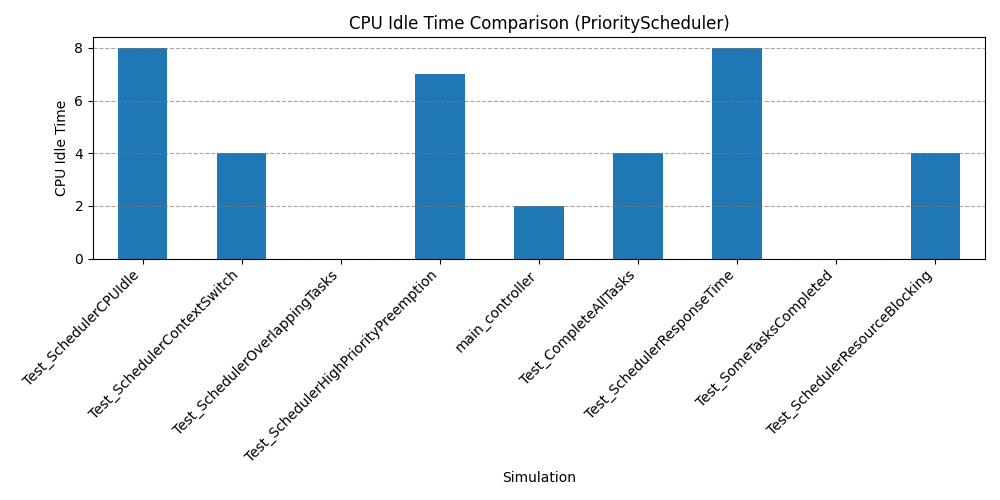 CPU Idle Time Comparison (PriorityScheduler)
CPU Idle Time
8
6
4
2
0
Test_SchedulerCPUIdle
Test_SchedulerContextSwitch
Test_SchedulerOverlappingTasks
Test_SchedulerHighPriorityPreemption
main_controller
Test_CompleteAllTasks
Test_SchedulerResponseTime
Test_SomeTasksCompleted
Test_SchedulerResourceBlocking
Simulation